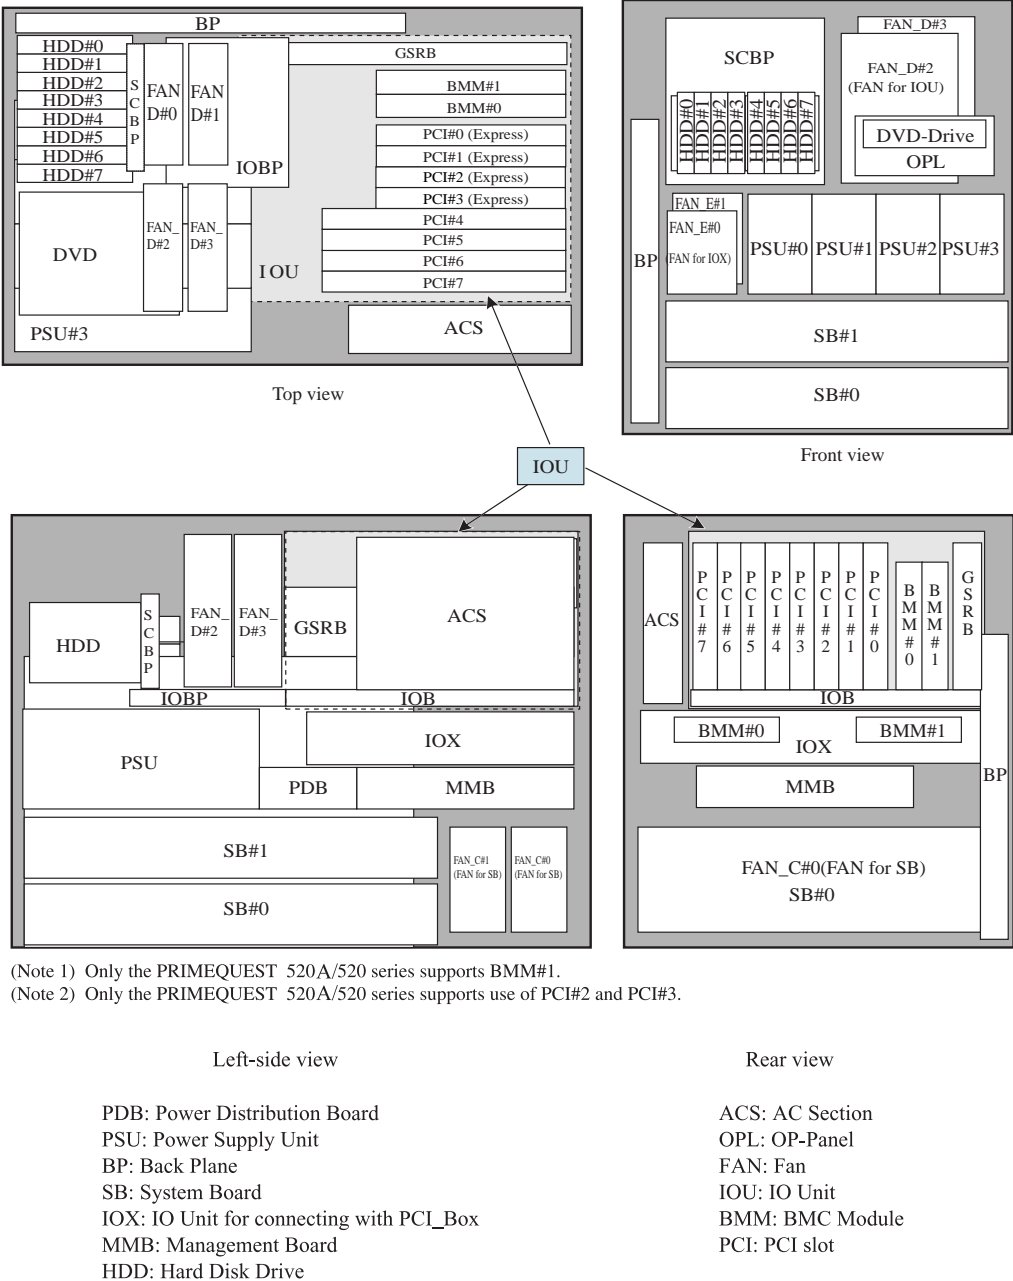 BP
HDD#0
HDD#1
HDD#2
HDD#3
HDD#4
HDD#5
HDD#6
HDD#7
SCBP
FAN
D#0
FAN
D#1
IOBP
GSRB
BMM#1
BMM#0
PCI#0 (Express)
PCI#1 (Express)
PCI#2 (Express)
PCI#3 (Express)
PCI#4
PCI#5
PCI#6
PCI#7
DVD
FAN_
D#2
FAN_
D#3
IOU
PSU#3
ACS
Top view
SCBP
HDD#0
HDD#1
HDD#2
HDD#3
HDD#4
HDD#5
HDD#6
HDD#7
FAN_D#3
FAN_D#2
(FAN for IOU)
DVD-Drive
OPL
BP
FAN_E#1
FAN_E#0
(FAN for IOX)
PSU#0
PSU#1
PSU#2
PSU#3
SB#1
SB#0
Front view
IOU
HDD
SCBP
FAN_
D#2
FAN_
D#3
GSRB
ACS
IOBP
IOB
PSU
IOX
PDB
MMB
SB#1
SB#0
FAN_C#1
(FAN for SB)
FAN_C#0
(FAN for SB)
ACS
PCI#7
PCI#6
PCI#5
PCI#4
PCI#3
PCI#2
PCI#1
PCI#0
BMM#0
BMM#1
GSRB
IOB
BMM#0
BMM#1
IOX
MMB
BP
FAN_C#0(FAN for SB)
SB#0
(Note 1) Only the PRIMEQUEST 520A/520 series supports BMM#1.
(Note 2) Only the PRIMEQUEST 520A/520 series supports use of PCI#2 and PCI#3.
Left-side view
Rear view
PDB: Power Distribution Board
PSU: Power Supply Unit
BP: Back Plane
SB: System Board
IOX: IO Unit for connecting with PCI_Box
MMB: Management Board
HDD: Hard Disk Drive
ACS: AC Section
OPL: OP-Panel
FAN: Fan
IOU: IO Unit
BMM: BMC Module
PCI: PCI slot